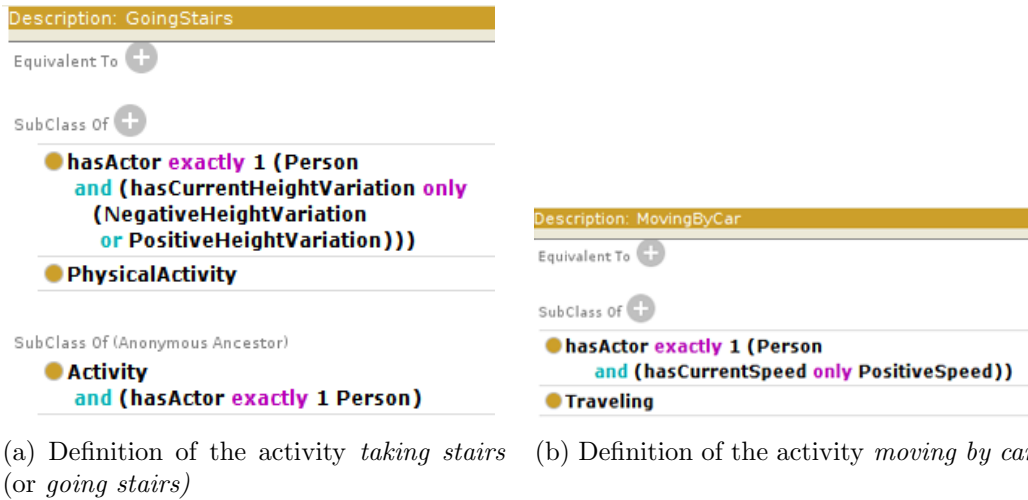 Description: GoingStairs
Equivalent To
SubClass Of
hasActor exactly 1 (Person
and (hasCurrentHeightVariation only
(NegativeHeightVariation
or PositiveHeightVariation)))
PhysicalActivity
SubClass Of (Anonymous Ancestor)
Activity
and (hasActor exactly 1 Person)
(a) Definition of the activity taking stairs
(or going stairs)
Description: MovingByCar
Equivalent To
SubClass Of
hasActor exactly 1 (Person
and (hasCurrentSpeed only PositiveSpeed))
Traveling
(b) Definition of the activity moving by car